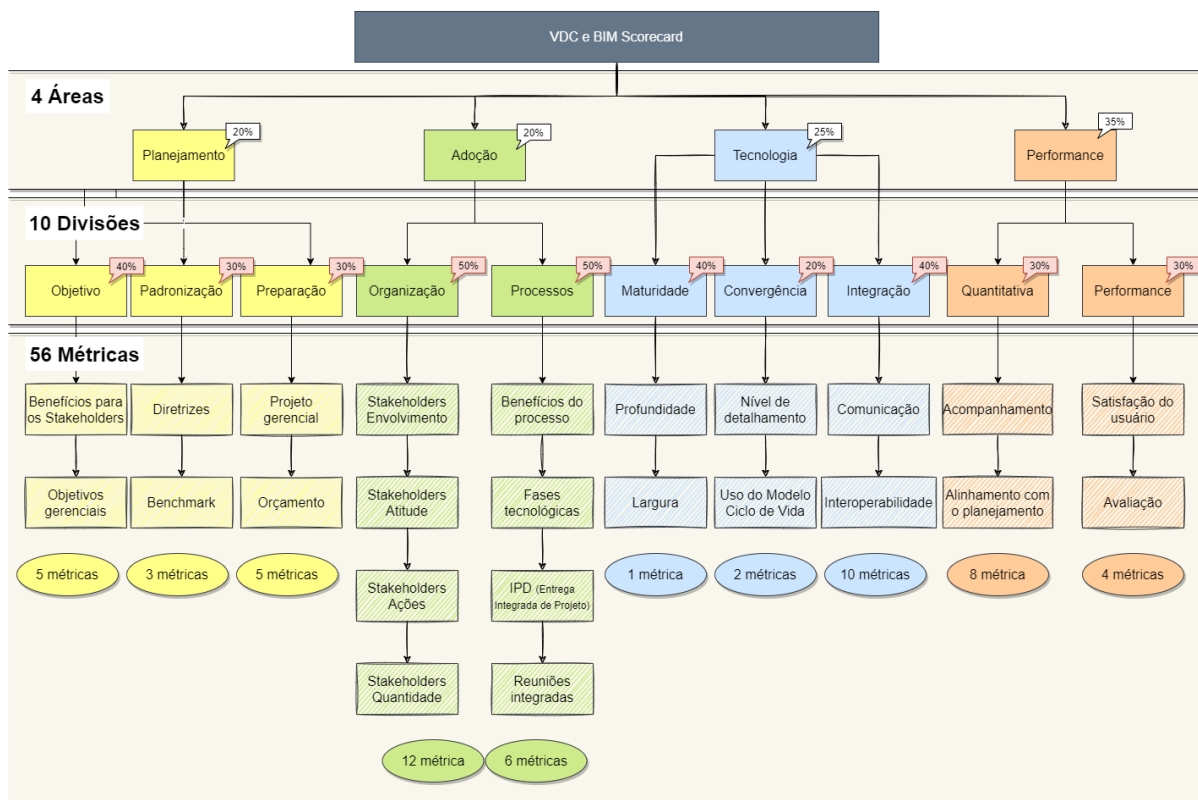 VDC e BIM Scorecard
4 Áreas
20%
20%
25%
35%
Planejamento
Adoção
Tecnologia
Performance
10 Divisões
40%
30%
30%
50%
50%
40%
20%
40%
30%
30%
Objetivo
Padronização
Preparação
Organização
Processos
Maturidade
Convergência
Integração
Quantitativa
Performance
56 Métricas
Benefícios para
os Stakeholders
Diretrizes
Projeto
gerencial
Stakeholders
Envolvimento
Benefícios do
processo
Profundidade
Nível de
detalhamento
Comunicação
Acompanhamento
Satisfação do
usuário
Objetivos
gerenciais
Benchmark
Orçamento
Stakeholders
Atitude
Fases
tecnológicas
Largura
Uso do Modelo
Ciclo de Vida
Interoperabilidade
Alinhamento com
o planejamento
Avaliação
5 métricas
3 métricas
5 métricas
Stakeholders
Ações
IPD (Entrega
Integrada de Projeto)
1 métrica
2 métricas
10 métricas
8 métrica
4 métricas
Stakeholders
Quantidade
Reuniões
integradas
12 métrica
6 métricas